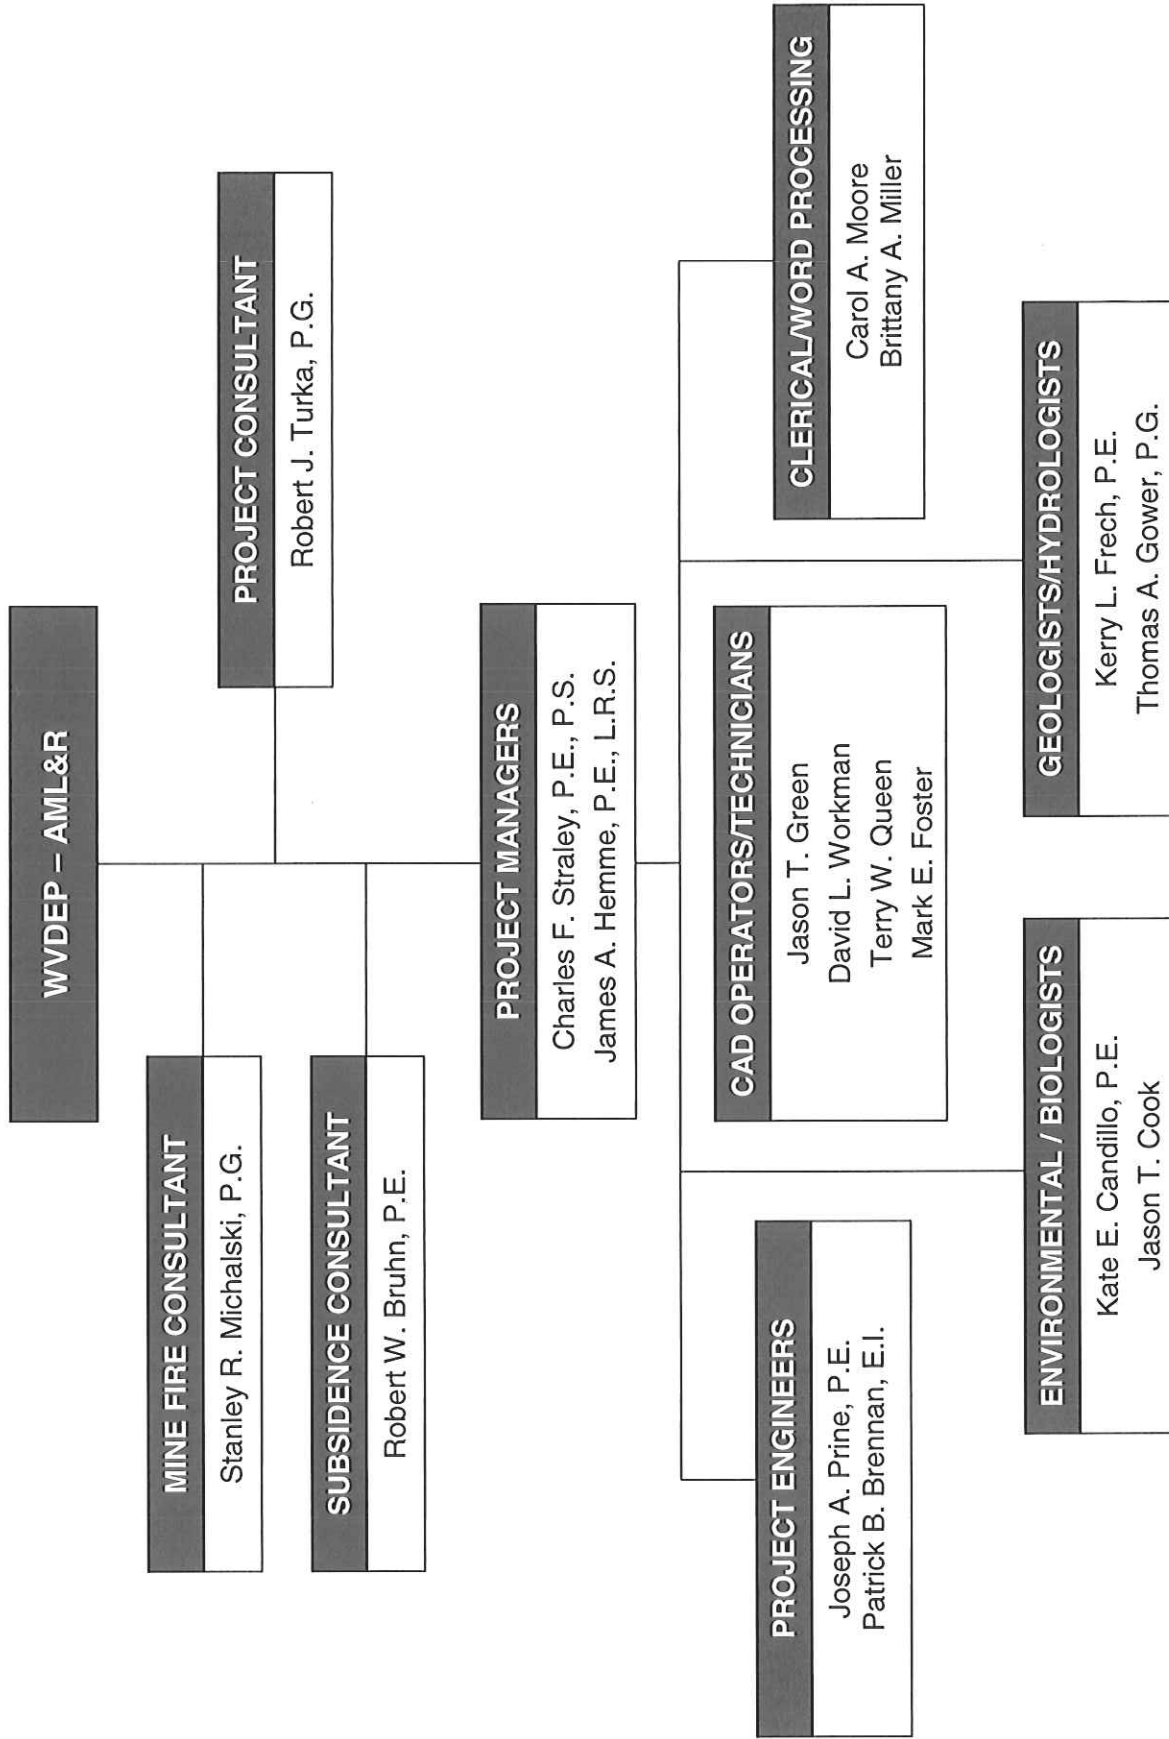 WVDEP – AML&R
MINE FIRE CONSULTANT
Stanley R. Michalski, P.G.
PROJECT CONSULTANT
Robert J. Turka, P.G.
SUBSIDENCE CONSULTANT
Robert W. Bruhn, P.E.
PROJECT MANAGERS
Charles F. Straley, P.E., P.S.
James A. Hemme, P.E., L.R.S.
PROJECT ENGINEERS
Joseph A. Prine, P.E.
Patrick B. Brennan, E.I.
CAD OPERATORS/TECHNICIANS
Jason T. Green
David L. Workman
Terry W. Queen
Mark E. Foster
CLERICAL/WORD PROCESSING
Carol A. Moore
Brittany A. Miller
ENVIRONMENTAL / BIOLOGISTS
Kate E. Candillo, P.E.
Jason T. Cook
GEOLOGISTS/HYDROLOGISTS
Kerry L. Frech, P.E.
Thomas A. Gower, P.G.